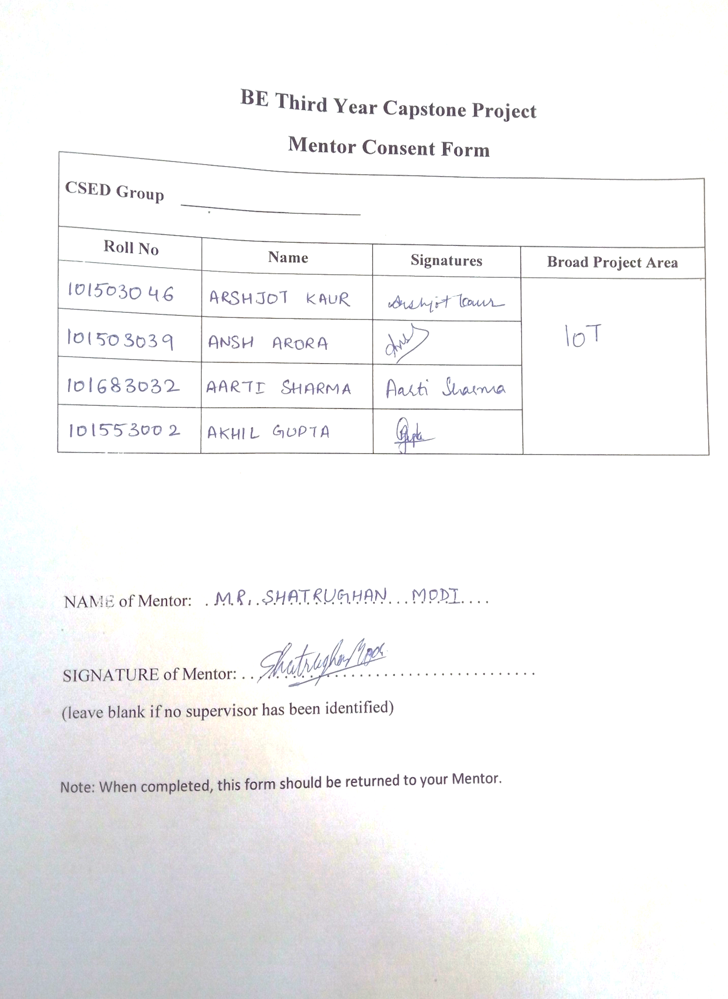 BE Third Year Capstone Project
Mentor Consent Form
CSED Group
Roll No Name Signatures Broad Project Area
101503046 ARSHJOT KAUR Arshjot Kaur
101503039 ANSH ARORA
IoT
101683032 AARTI SHARMA Aarti Sharma
101553002 AKHIL GUPTA Gupta
NAME of Mentor: MR. SHATRUGHAN MODI
SIGNATURE of Mentor: Shatrughan Modi
(leave blank if no supervisor has been identified)
Note: When completed, this form should be returned to your Mentor.